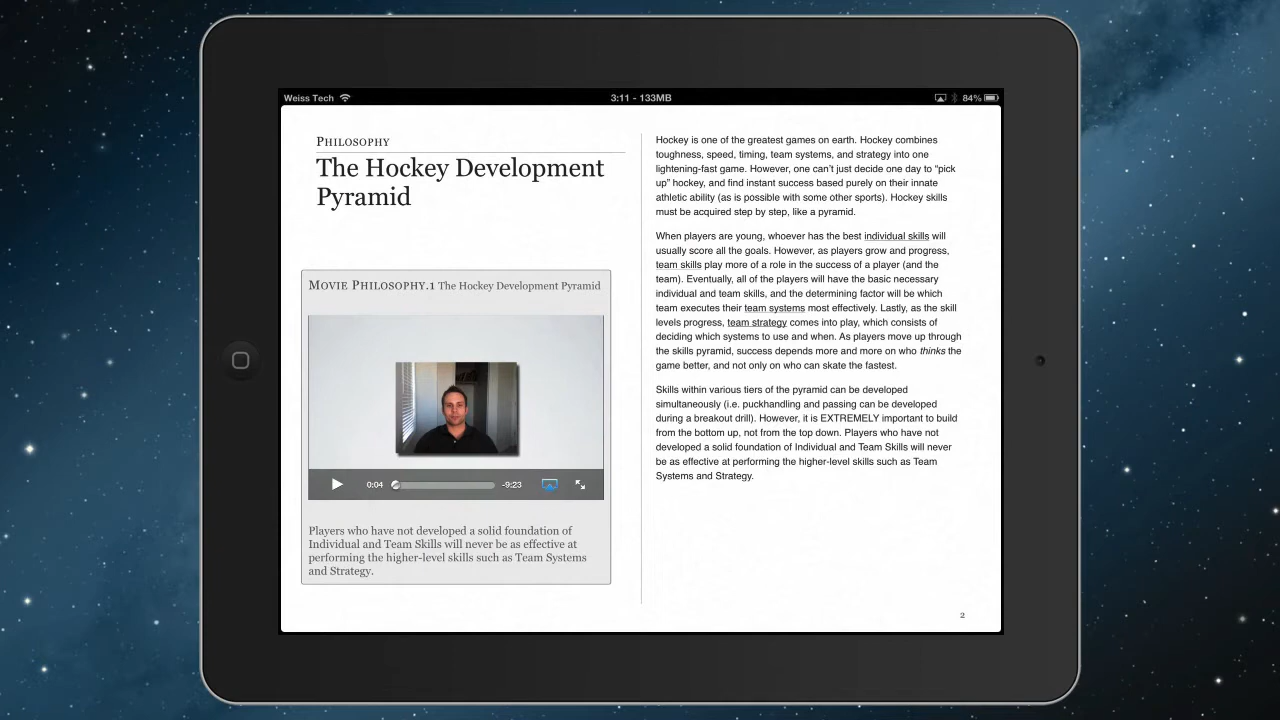 Weiss Tech
3:11 - 133MB
84%
Philosophy
The Hockey Development
Pyramid
Movie Philosophy.1 The Hockey Development Pyramid
0:04
-9:23
Players who have not developed a solid foundation of
Individual and Team Skills will never be as effective at
performing the higher-level skills such as Team Systems
and Strategy.
Hockey is one of the greatest games on earth. Hockey combines
toughness, speed, timing, team systems, and strategy into one
lightening-fast game. However, one can't just decide one day to “pick
up” hockey, and find instant success based purely on their innate
athletic ability (as is possible with some other sports). Hockey skills
must be acquired step by step, like a pyramid.
When players are young, whoever has the best individual skills will
usually score all the goals. However, as players grow and progress,
team skills play more of a role in the success of a player (and the
team). Eventually, all of the players will have the basic necessary
individual and team skills, and the determining factor will be which
team executes their team systems most effectively. Lastly, as the skill
levels progress, team strategy comes into play, which consists of
deciding which systems to use and when. As players move up through
the skills pyramid, success depends more and more on who thinks the
game better, and not only on who can skate the fastest.
Skills within various tiers of the pyramid can be developed
simultaneously (i.e. puckhandling and passing can be developed
during a breakout drill). However, it is EXTREMELY important to build
from the bottom up, not from the top down. Players who have not
developed a solid foundation of Individual and Team Skills will never
be as effective at performing the higher-level skills such as Team
Systems and Strategy.
2